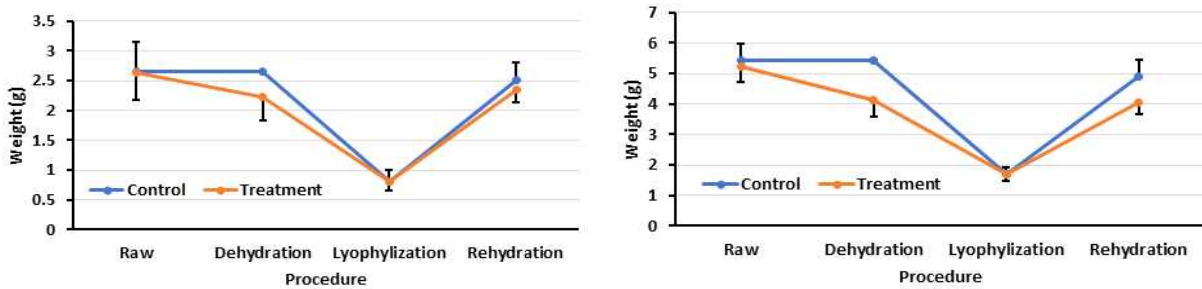 3.5
3
2.5
2
1.5
1
0.5
0
Weight (g)
Control Treatment
Raw Dehydration Lyophylization Rehydration
Procedure
7
6
5
4
3
2
1
0
Weight (g)
Control Treatment
Raw Dehydration Lyophylization Rehydration
Procedure